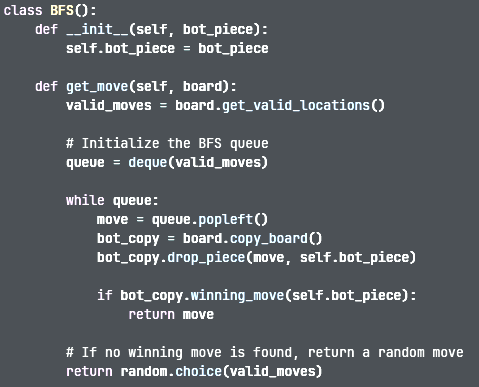 class BFS():
    def __init__(self, bot_piece):
        self.bot_piece = bot_piece

    def get_move(self, board):
        valid_moves = board.get_valid_locations()

        # Initialize the BFS queue
        queue = deque(valid_moves)

        while queue:
            move = queue.popleft()
            bot_copy = board.copy_board()
            bot_copy.drop_piece(move, self.bot_piece)

            if bot_copy.winning_move(self.bot_piece):
                return move

        # If no winning move is found, return a random move
        return random.choice(valid_moves)